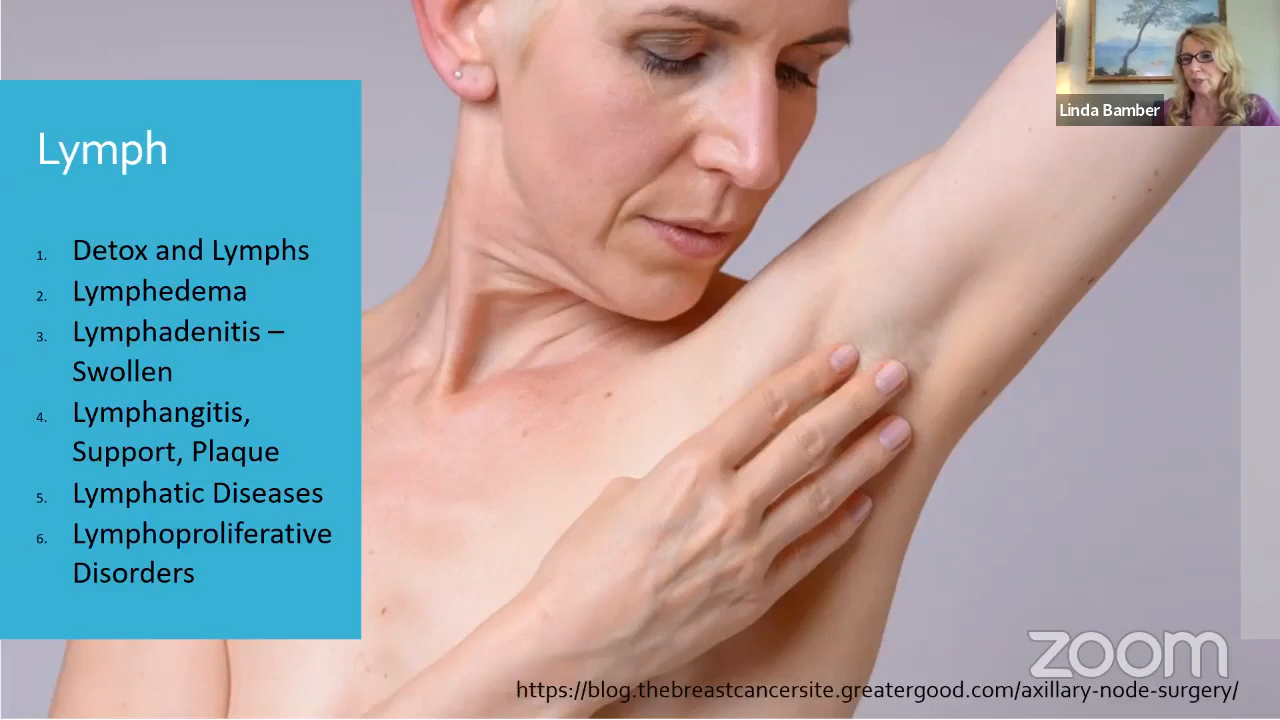 Linda Bamber
Lymph
1. Detox and Lymphs
2. Lymphedema
3. Lymphadenitis –
Swollen
4. Lymphangitis,
Support, Plaque
5. Lymphatic Diseases
6. Lymphoproliferative
Disorders
zoom
https://blog.thebreastcancersite.greatergood.com/axillary-node-surgery/